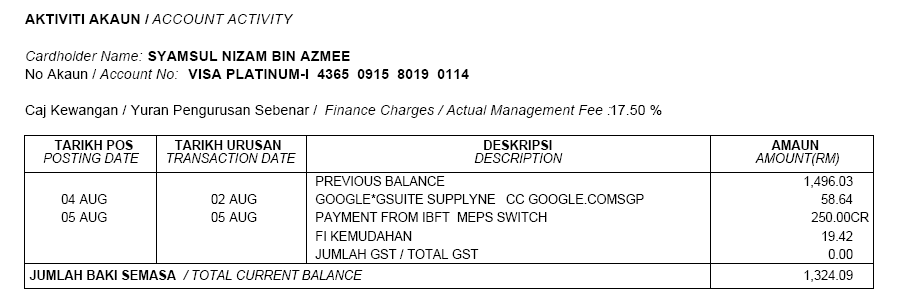 AKTIVITI AKAUN / ACCOUNT ACTIVITY
Cardholder Name: SYAMSUL NIZAM BIN AZMEE
No Akaun / Account No: VISA PLATINUM-I 4365 0915 8019 0114
Caj Kewangan / Yuran Pengurusan Sebenar / Finance Charges / Actual Management Fee :17.50 %
TARIKH POS TARIKH URUSAN DESKRIPSI AMAUN
POSTING DATE TRANSACTION DATE DESCRIPTION AMOUNT(RM)
PREVIOUS BALANCE 1,496.03
04 AUG 02 AUG GOOGLE*GSUITE SUPPLYNE CC GOOGLE.COMSGP 58.64
05 AUG 05 AUG PAYMENT FROM IBFT MEPS SWITCH 250.00CR
FI KEMUDAHAN 19.42
JUMLAH GST / TOTAL GST 0.00
JUMLAH BAKI SEMASA / TOTAL CURRENT BALANCE 1,324.09